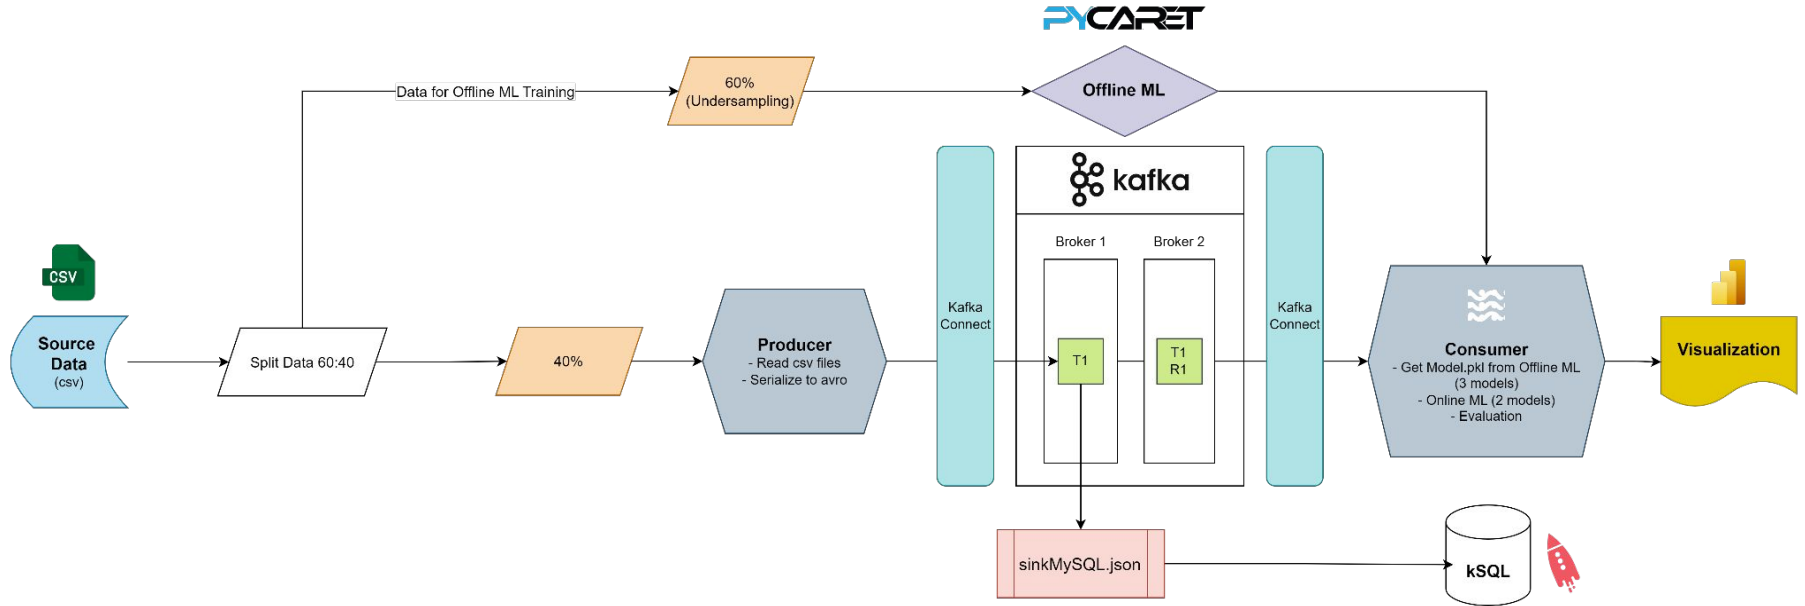 PYCARET
Data for Offline ML Training
60%
(Undersampling)
Offline ML
kafka
Broker 1
Broker 2
CSV
Source
Data
(csv)
Split Data 60:40
40%
Producer
- Read csv files
- Serialize to avro
Kafka
Connect
T1
T1
R1
Kafka
Connect
Consumer
- Get Model.pkl from Offline ML
(3 models)
- Online ML (2 models)
- Evaluation
Visualization
sinkMySQL.json
kSQL